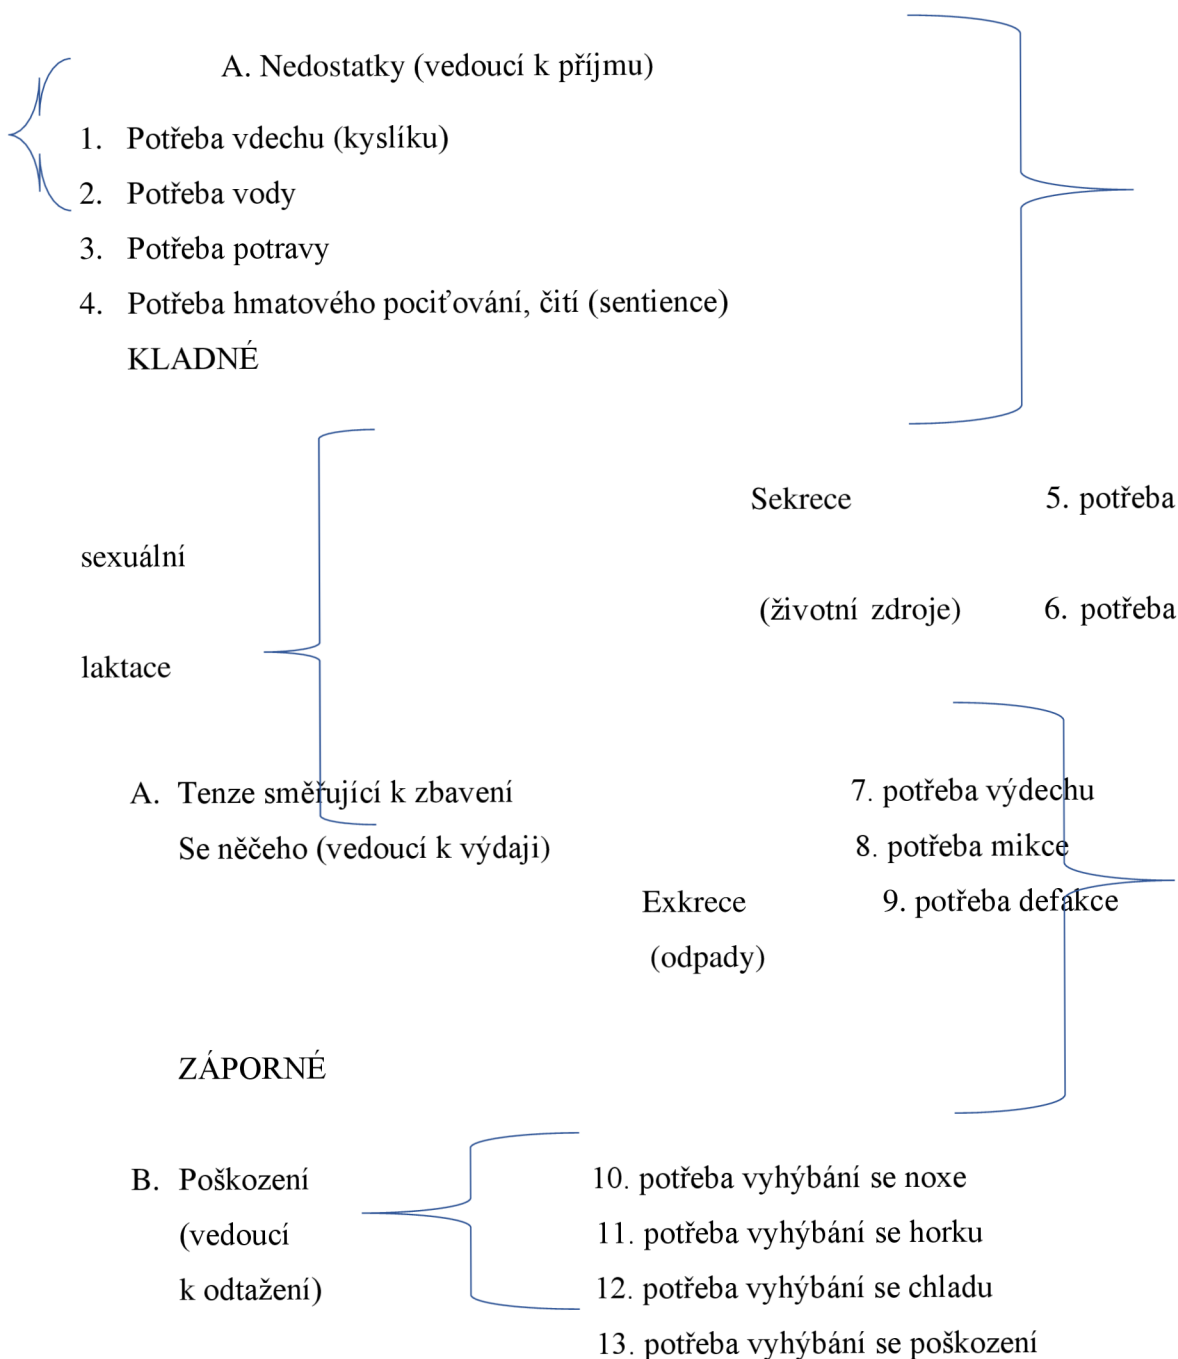 A. Nedostatky (vedoucí k příjmu)
1. Potřeba vdechu (kyslíku)
2. Potřeba vody
3. Potřeba potravy
4. Potřeba hmatového pociťování, čití (sentience)
KLADNÉ
Sekrece 5. potřeba
sexuální
(životní zdroje) 6. potřeba
laktace
A. Tenze směřující k zbavení 7. potřeba výdechu
Se něčeho (vedoucí k výdaji) 8. potřeba mikce
Exkrece 9. potřeba defakce
(odpady)
ZÁPORNÉ
B. Poškození 10. potřeba vyhýbání se noxe
(vedoucí 11. potřeba vyhýbání se horku
k odtažení) 12. potřeba vyhýbání se chladu
13. potřeba vyhýbání se poškození